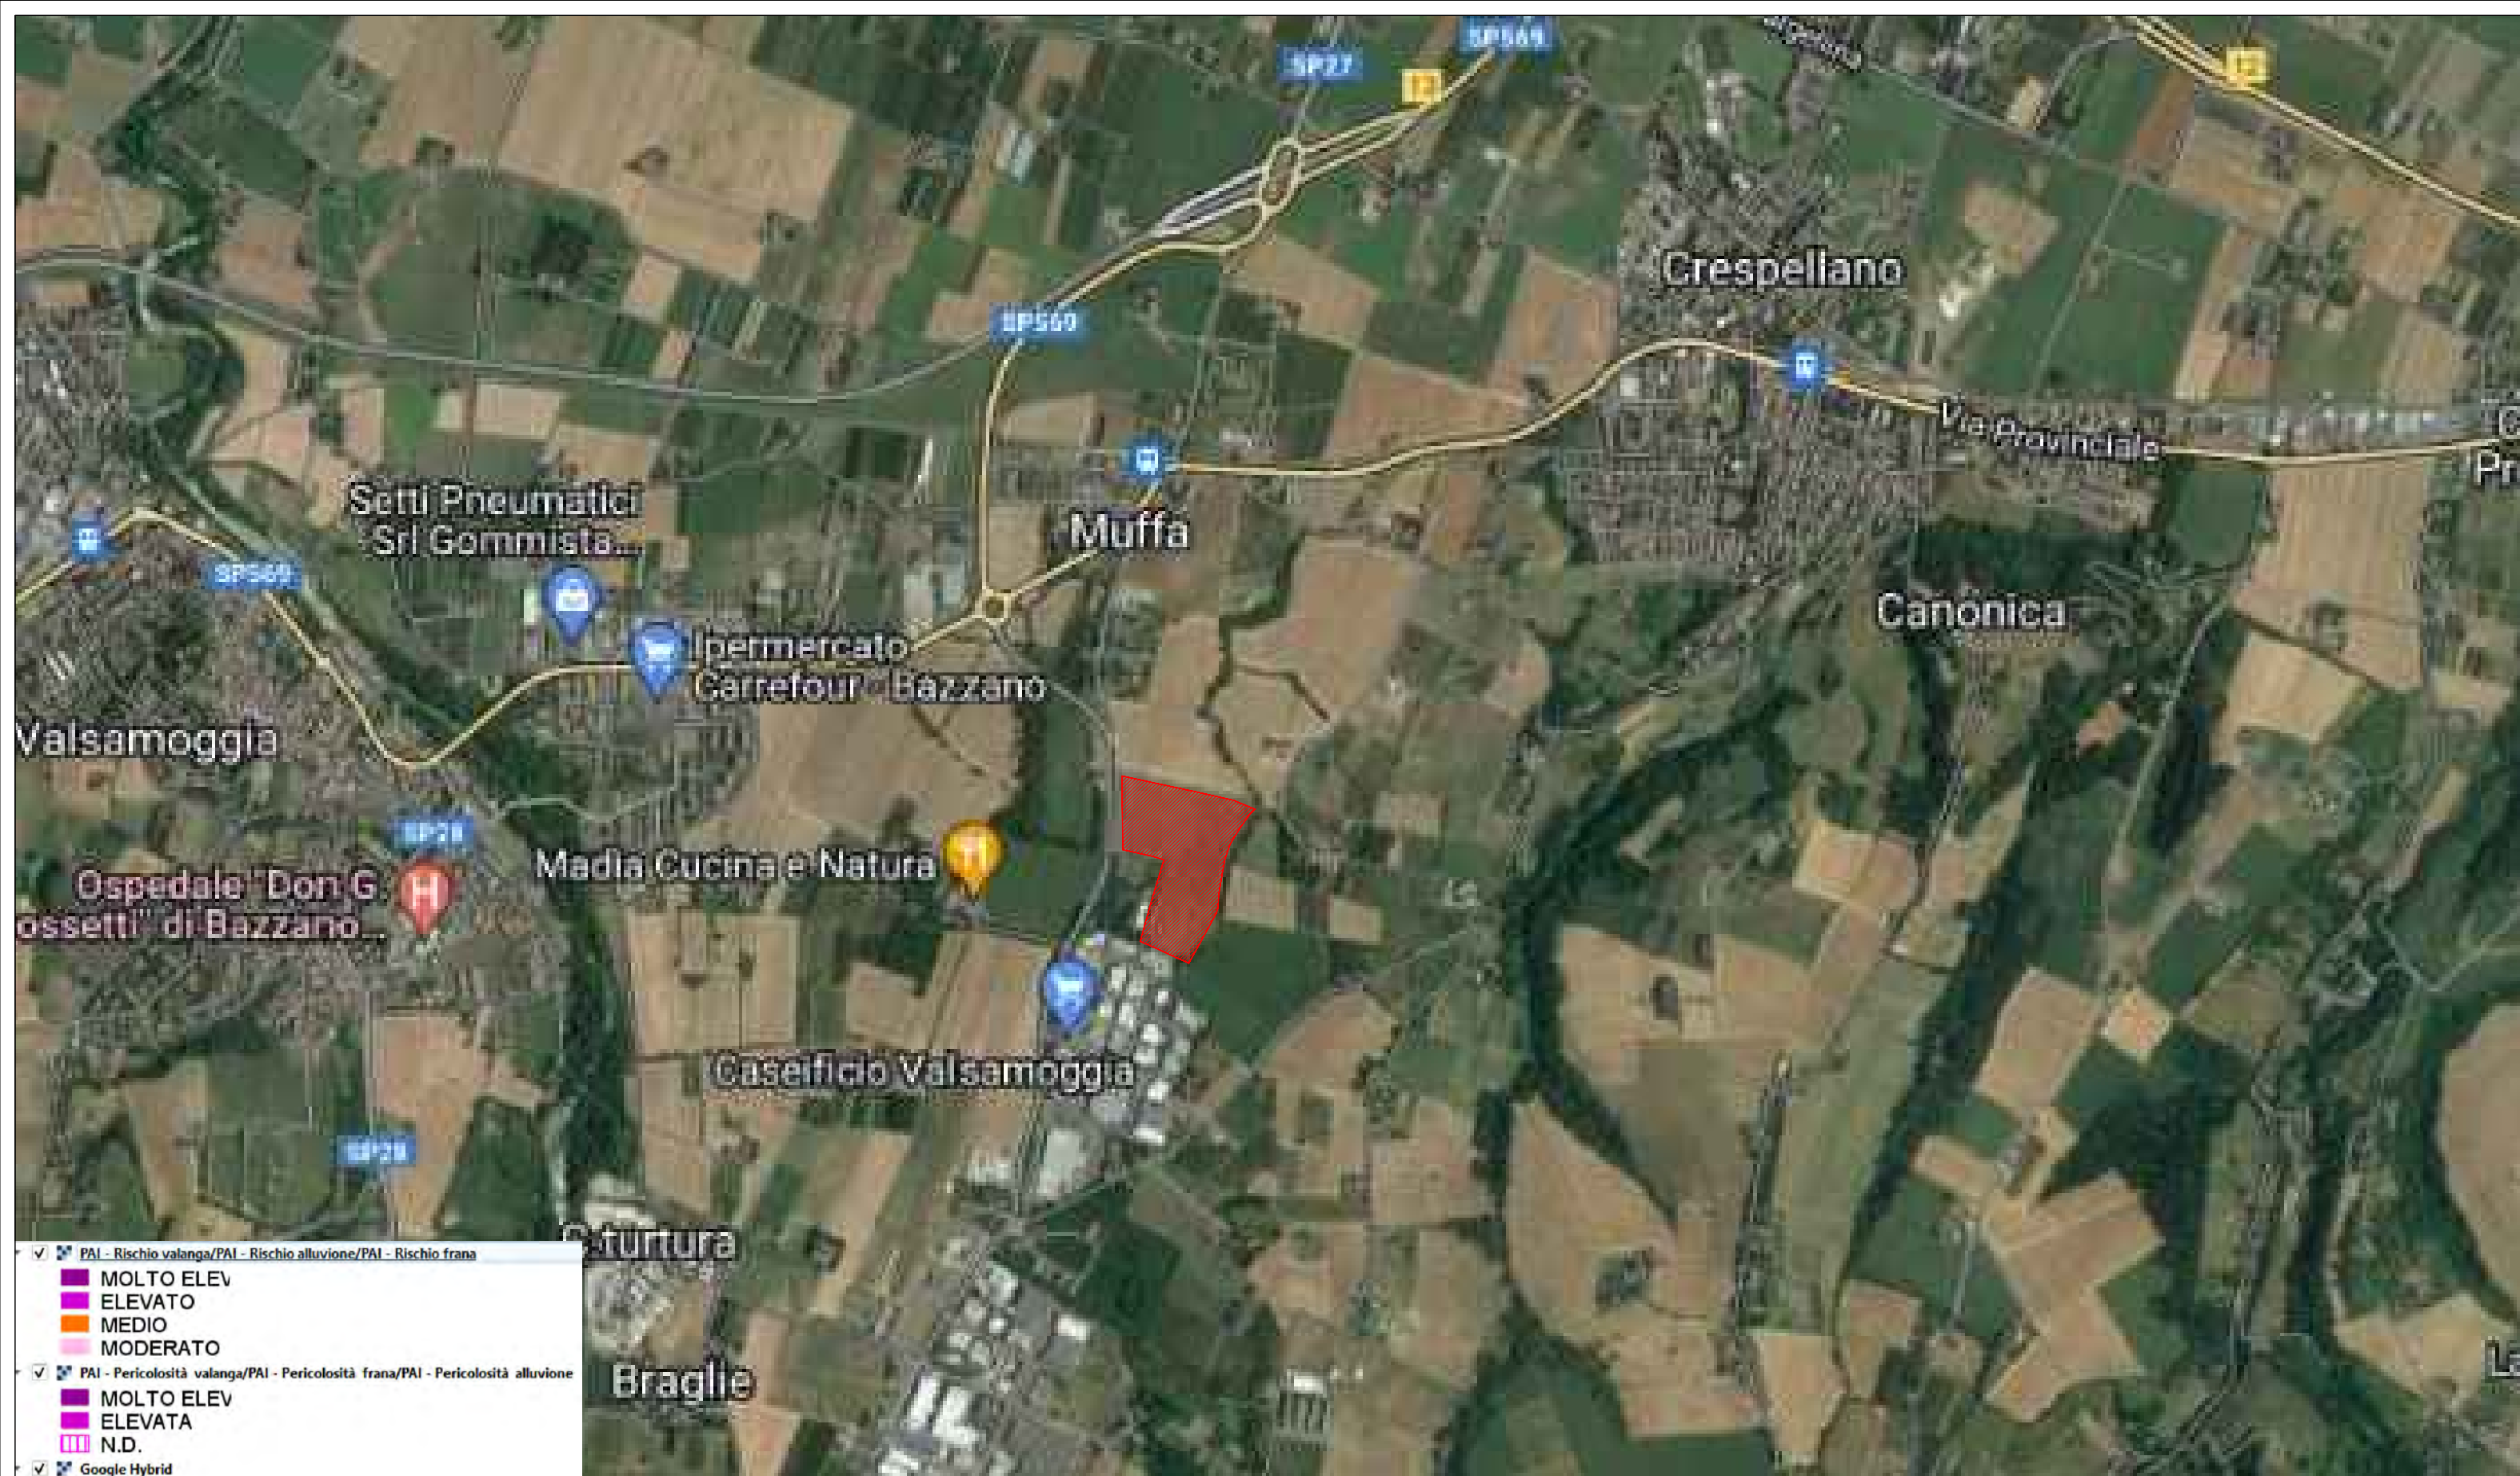 SP569
SP27
13
13
Crespellano
SP569
Via Provinciale
Setti Pneumatici
Srl Gommista...
Muffa
SP569
Canonica
Ipermercato
Carrefour - Bazzano
Valsamoggia
SP28
Madia Cucina e Natura
Ospedale "Don G.
ossetti" di Bazzano...
Caseificio Valsamoggia
SP28
Braglie
PAI - Rischio valanga/PAI - Rischio alluvione/PAI - Rischio frana
MOLTO ELEV
ELEVATO
MEDIO
MODERATO
PAI - Pericolosità valanga/PAI - Pericolosità frana/PAI - Pericolosità alluvione
MOLTO ELEV
ELEVATA
N.D.
Google Hybrid